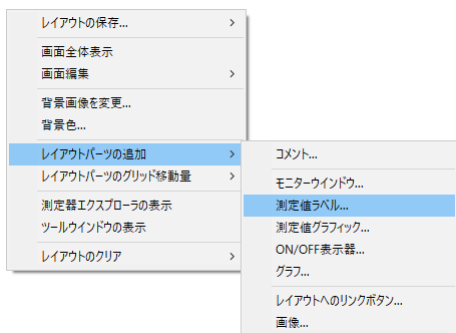 レイアウトの保存...
画面全体表示
画面編集
背景画像を変更...
背景色...
レイアウトパーツの追加
レイアウトパーツのグリッド移動量
測定器エクスプローラの表示
ツールウインドウの表示
レイアウトのクリア
コメント...
モニターウインドウ...
測定値ラベル...
測定値グラフィック...
ON/OFF表示器...
グラフ...
レイアウトへのリンクボタン...
画像...